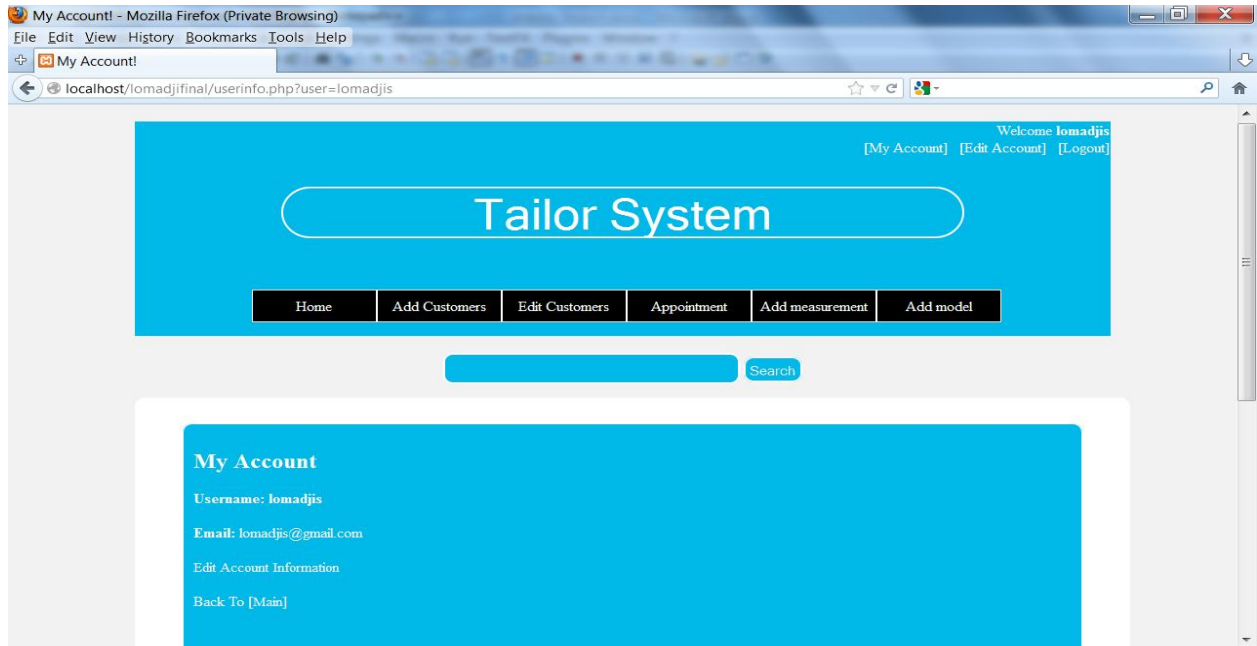 My Account! - Mozilla Firefox (Private Browsing)
File Edit View History Bookmarks Tools Help
My Account!
localhost/lomadjifinal/userinfo.php?user=lomadjis
Welcome lomadjis
[My Account] [Edit Account] [Logout]
Tailor System
Home Add Customers Edit Customers Appointment Add measurement Add model
Search
My Account
Username: lomadjis
Email: lomadjis@gmail.com
Edit Account Information
Back To [Main]